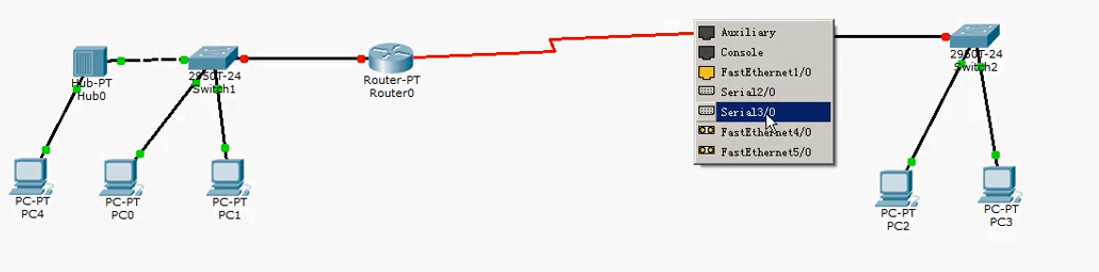 Hub-PT
Hub0
2950T-24
Switch1
Router-PT
Router0
Auxiliary
Console
FastEthernet1/0
Serial2/0
Serial3/0
FastEthernet4/0
FastEthernet5/0
2950T-24
Switch2
PC-PT
PC4
PC-PT
PC0
PC-PT
PC1
PC-PT
PC2
PC-PT
PC3